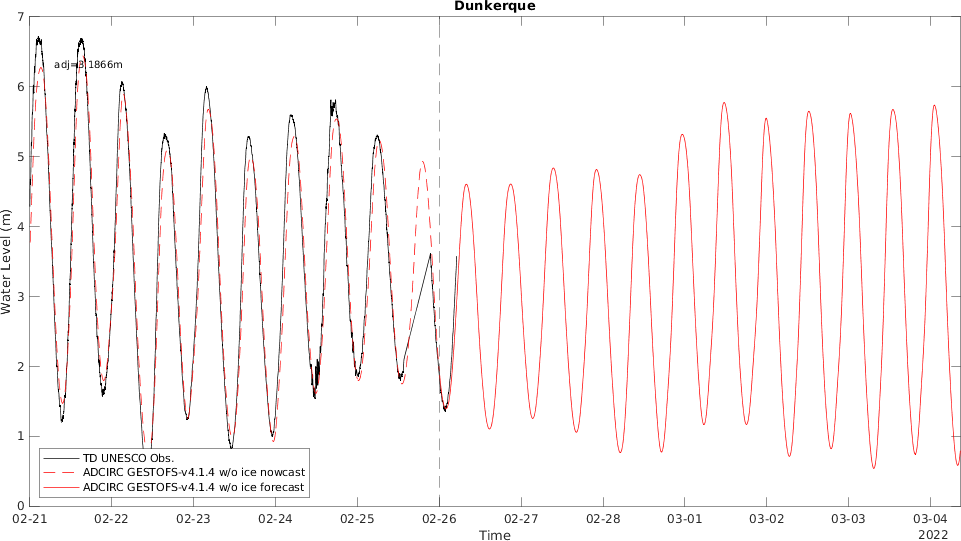 Dunkerque
7
6
5
4
3
2
1
0
Water Level (m)
adj=3.1866m
TD UNESCO Obs.
ADCIRC GESTOFS-v4.1.4 w/o ice nowcast
ADCIRC GESTOFS-v4.1.4 w/o ice forecast
02-21 02-22 02-23 02-24 02-25 02-26 02-27 02-28 03-01 03-02 03-03 03-04
Time
2022